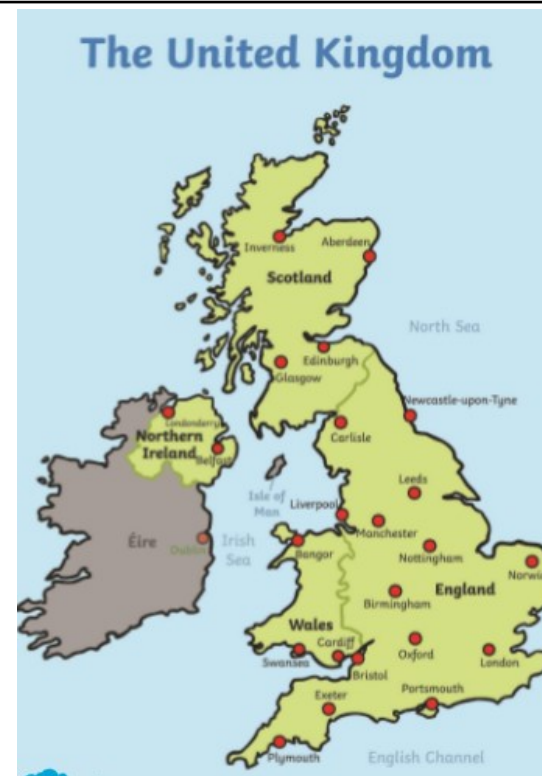 The United Kingdom
Inverness
Aberdeen
Scotland
North Sea
Edinburgh
Glasgow
Newcastle-upon-Tyne
Londonderry
Carlisle
Northern
Ireland
Belfast
Leeds
Isle of
Man
Liverpool
Manchester
Éire
Dublin
Irish
Sea
Bangor
Nottingham
Norwi
England
Birmingham
Wales
Cardiff
Swansea
Oxford
London
Bristol
Exeter
Portsmouth
Plymouth
English Channel